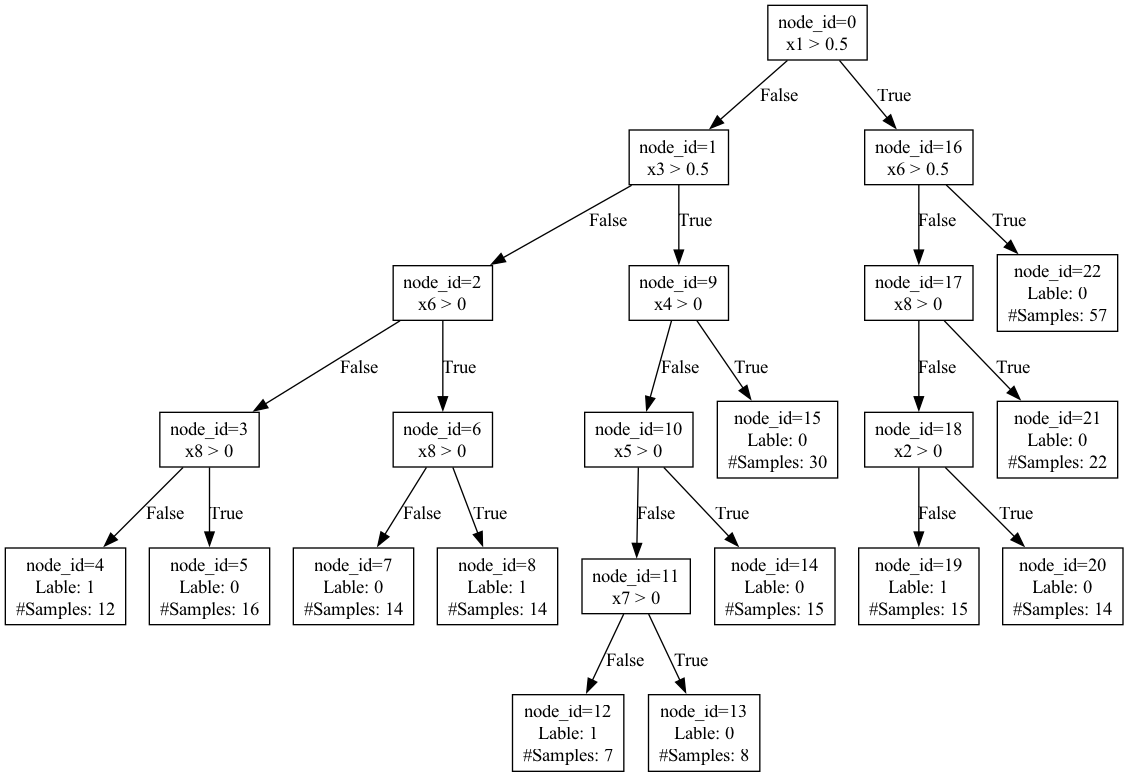 node_id=0
x1 > 0.5
False
True
node_id=1
x3 > 0.5
node_id=16
x6 > 0.5
False
True
False
True
node_id=2
x6 > 0
node_id=9
x4 > 0
node_id=17
x8 > 0
node_id=22
Lable: 0
#Samples: 57
False
True
False
True
False
True
node_id=3
x8 > 0
node_id=6
x8 > 0
node_id=10
x5 > 0
node_id=15
Lable: 0
#Samples: 30
node_id=18
x2 > 0
node_id=21
Lable: 0
#Samples: 22
False
True
False
True
False
True
False
True
node_id=4
Lable: 1
#Samples: 12
node_id=5
Lable: 0
#Samples: 16
node_id=7
Lable: 0
#Samples: 14
node_id=8
Lable: 1
#Samples: 14
node_id=11
x7 > 0
node_id=14
Lable: 0
#Samples: 15
node_id=19
Lable: 1
#Samples: 15
node_id=20
Lable: 0
#Samples: 14
False
True
node_id=12
Lable: 1
#Samples: 7
node_id=13
Lable: 0
#Samples: 8